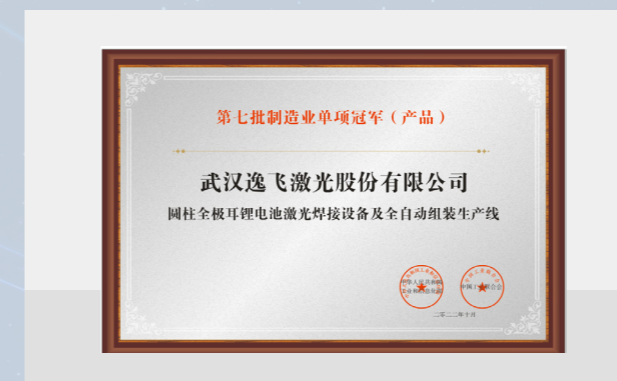 第七批制造业单项冠军（产品）
武汉逸飞激光股份有限公司
圆柱全极耳锂电池激光焊接设备及全自动组装生产线
二零二二年十月